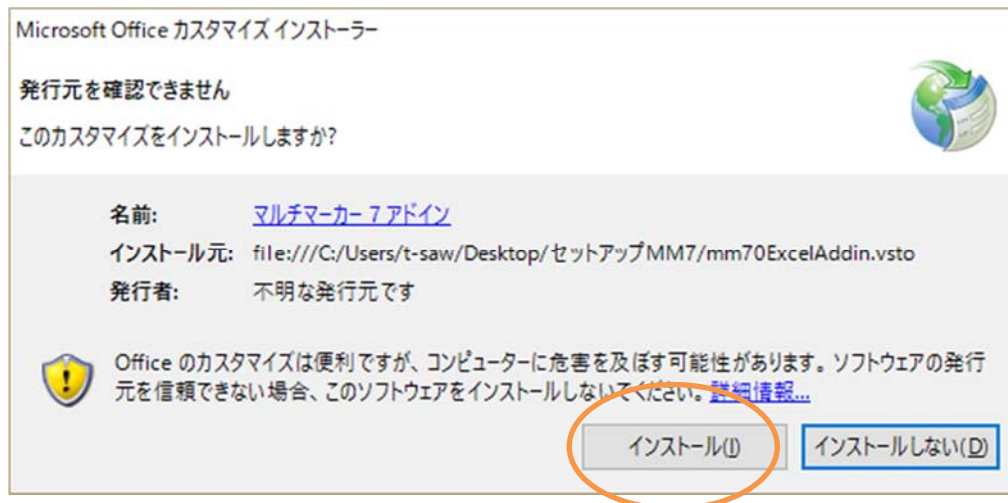 Microsoft Office カスタマイズ インストーラー
発行元を確認できません
このカスタマイズをインストールしますか?
名前: マルチマーカー 7 アドイン
インストール元: file:///C:/Users/t-saw/Desktop/セットアップMM7/mm70ExcelAddin.vsto
発行者: 不明な発行元です
Office のカスタマイズは便利ですが、コンピューターに危害を及ぼす可能性があります。ソフトウェアの発行
元を信頼できない場合、このソフトウェアをインストールしないでください。詳細情報...
インストール(I) インストールしない(D)